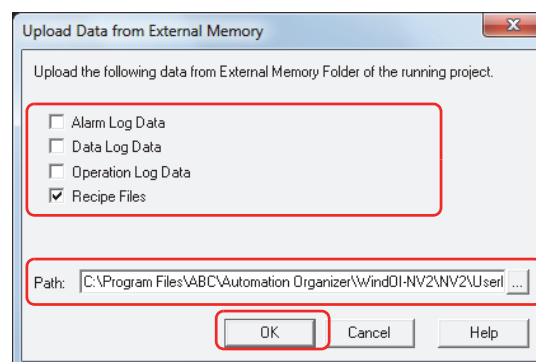 Upload Data from External Memory
Upload the following data from External Memory Folder of the running project.
Alarm Log Data
Data Log Data
Operation Log Data
Recipe Files
Path: C:\Program Files\ABC\Automation Organizer\WindOI-NV2\NV2\Userl ...
OK Cancel Help